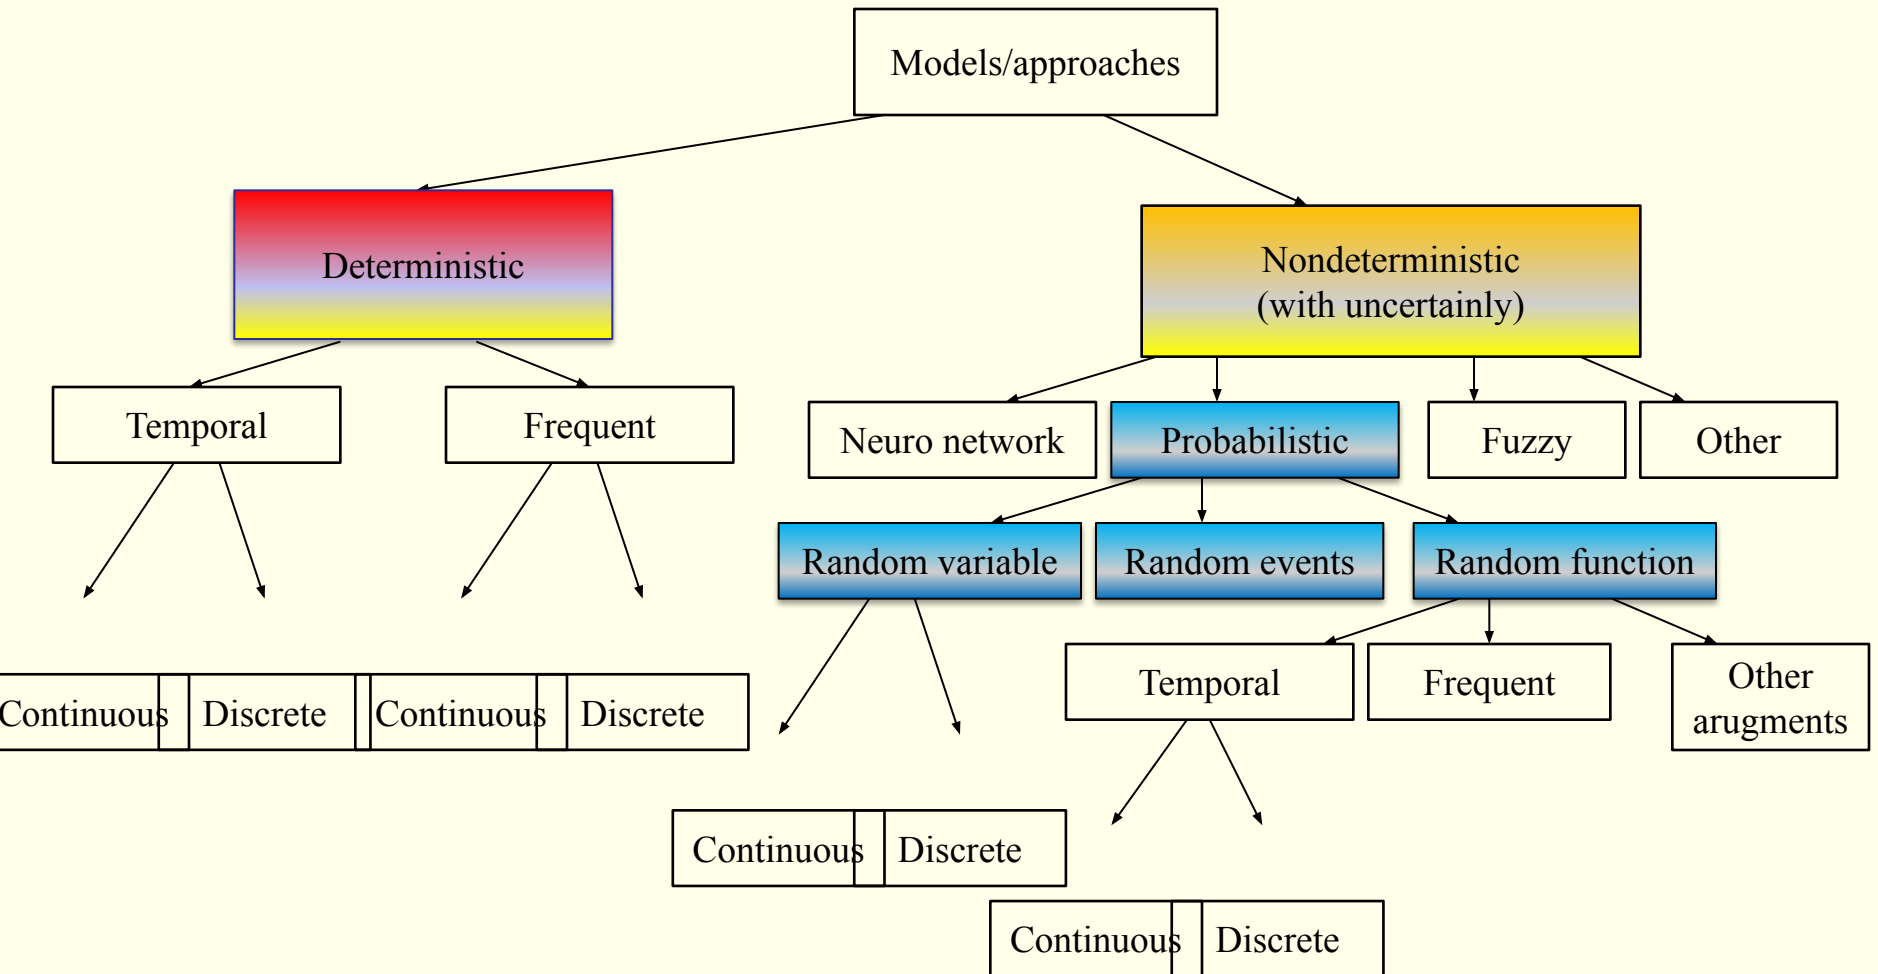 Models/approaches
Deterministic
Nondeterministic
(with uncertainly)
Temporal
Frequent
Neuro network
Probabilistic
Fuzzy
Other
Random variable
Random events
Random function
Temporal
Frequent
Other
arugments
Continuous
Discrete
Continuous
Discrete
Continuous
Discrete
Continuous
Discrete